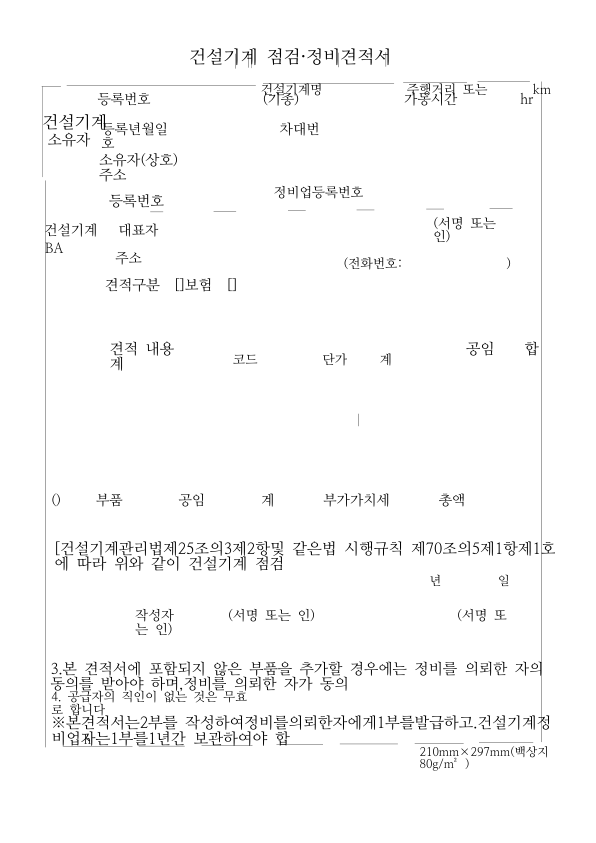 건설기계 점검·정비견적서
건설기계명 주행거리 또는 km
등록번호 (기종) 가동시간 hr
건설기계 등록년월일 차대번
소유자 호
소유자(상호)
주소
등록번호 정비업등록번호
건설기계 대표자 (서명 또는
인)
BA
주소 (전화번호: )
견적구분 []보험 []
견적 내용 공임 합
계 코드 단가 계
() 부품 공임 계 부가가치세 총액
[건설기계관리법제25조의3제2항및 같은법 시행규칙 제70조의5제1항제1호
에 따라 위와 같이 건설기계 점검
년 일
작성자 (서명 또는 인) (서명 또
는 인)
3.본 견적서에 포함되지 않은 부품을 추가할 경우에는 정비를 의뢰한 자의
동의를 받아야 하며,정비를 의뢰한 자가 동의
4. 공급자의 직인이 없는 것은 무효
로 합니다
※본견적서는2부를 작성하여정비를의뢰한자에게1부를발급하고.건설기계정
비업자는1부를1년간 보관하여야 합
210mm×297mm(백상지
80g/m² )